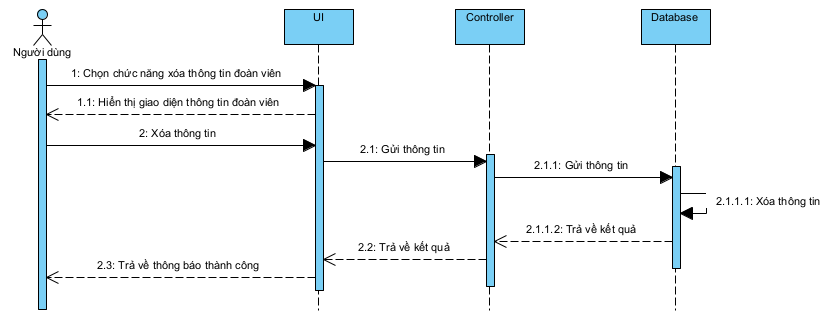 UI
Controller
Database
Người dùng
1: Chọn chức năng xóa thông tin đoàn viên
1.1: Hiển thị giao diện thông tin đoàn viên
2: Xóa thông tin
2.1: Gửi thông tin
2.1.1: Gửi thông tin
2.1.1.1: Xóa thông tin
2.1.1.2: Trả về kết quả
2.2: Trả về kết quả
2.3: Trả về thông báo thành công